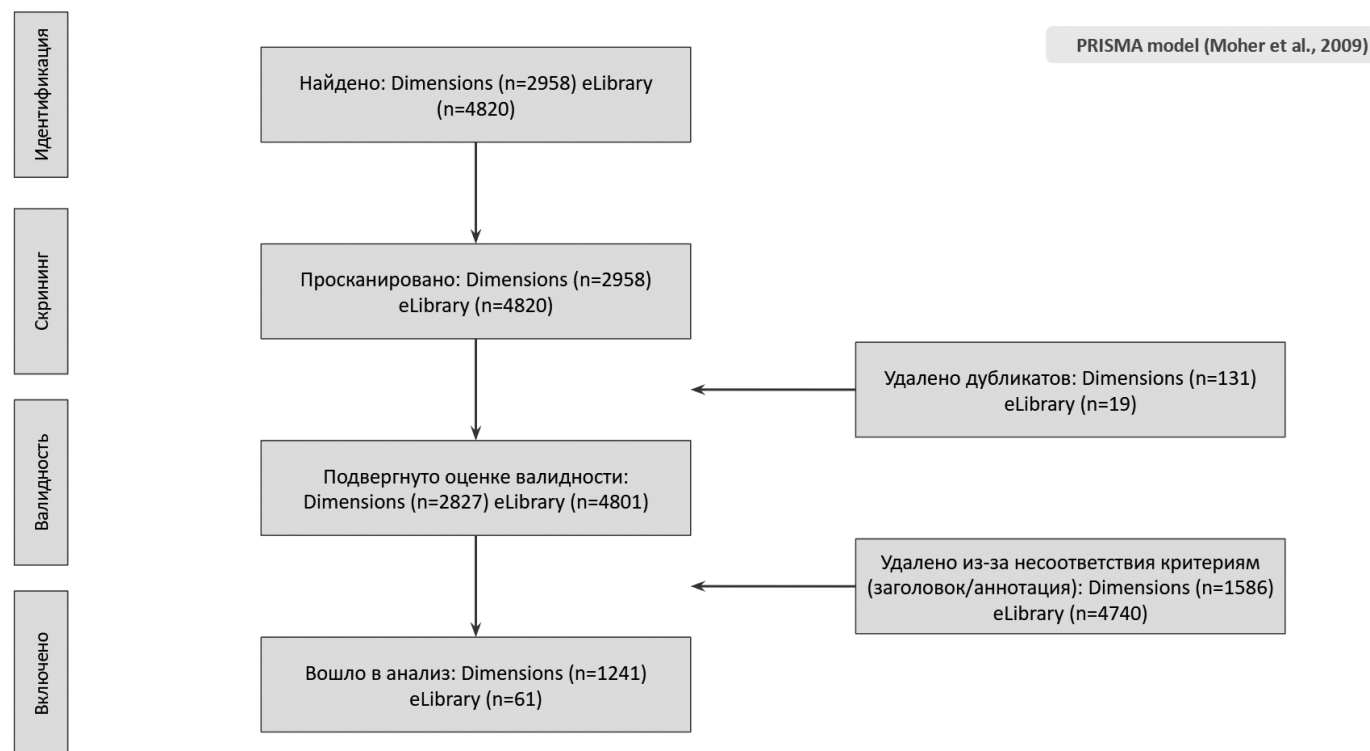 Идентификация
PRISMA model (Moher et al., 2009)
Найдено: Dimensions (n=2958) eLibrary
(n=4820)
Скрининг
Просканировано: Dimensions (n=2958)
eLibrary (n=4820)
Удалено дубликатов: Dimensions (n=131)
eLibrary (n=19)
Валидность
Подвергнуто оценке валидности:
Dimensions (n=2827) eLibrary (n=4801)
Удалено из-за несоответствия критериям
(заголовок/аннотация): Dimensions (n=1586)
eLibrary (n=4740)
Включено
Вошло в анализ: Dimensions (n=1241)
eLibrary (n=61)